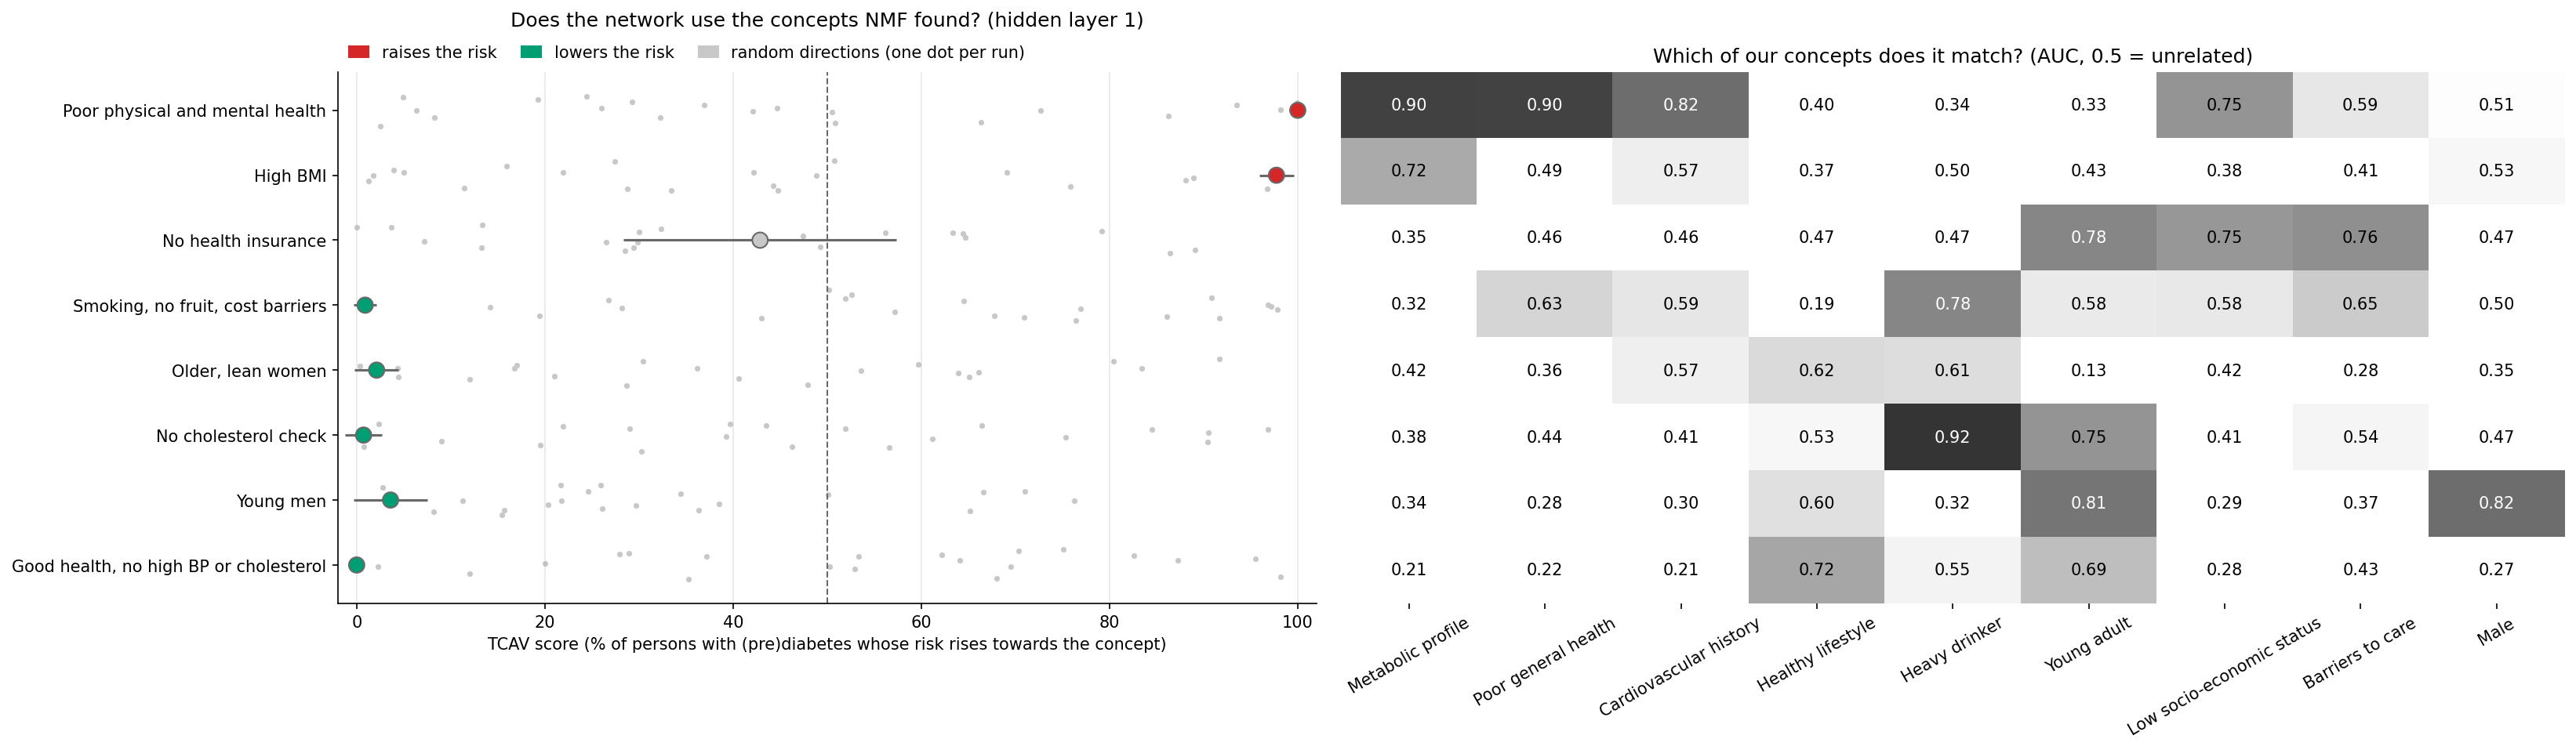 Does the network use the concepts NMF found? (hidden layer 1)
raises the risk lowers the risk random directions (one dot per run)
Which of our concepts does it match? (AUC, 0.5 = unrelated)
Poor physical and mental health 0.90 0.90 0.82 0.40 0.34 0.33 0.75 0.59 0.51
High BMI 0.72 0.49 0.57 0.37 0.50 0.43 0.38 0.41 0.53
No health insurance 0.35 0.46 0.46 0.47 0.47 0.78 0.75 0.76 0.47
Smoking, no fruit, cost barriers 0.32 0.63 0.59 0.19 0.78 0.58 0.58 0.65 0.50
Older, lean women 0.42 0.36 0.57 0.62 0.61 0.13 0.42 0.28 0.35
No cholesterol check 0.38 0.44 0.41 0.53 0.92 0.75 0.41 0.54 0.47
Young men 0.34 0.28 0.30 0.60 0.32 0.81 0.29 0.37 0.82
Good health, no high BP or cholesterol 0.21 0.22 0.21 0.72 0.55 0.69 0.28 0.43 0.27
0 20 40 60 80 100
TCAV score (% of persons with (pre)diabetes whose risk rises towards the concept)
Metabolic profile
Poor general health
Cardiovascular history
Healthy lifestyle
Heavy drinker
Young adult
Low socio-economic status
Barriers to care
Male